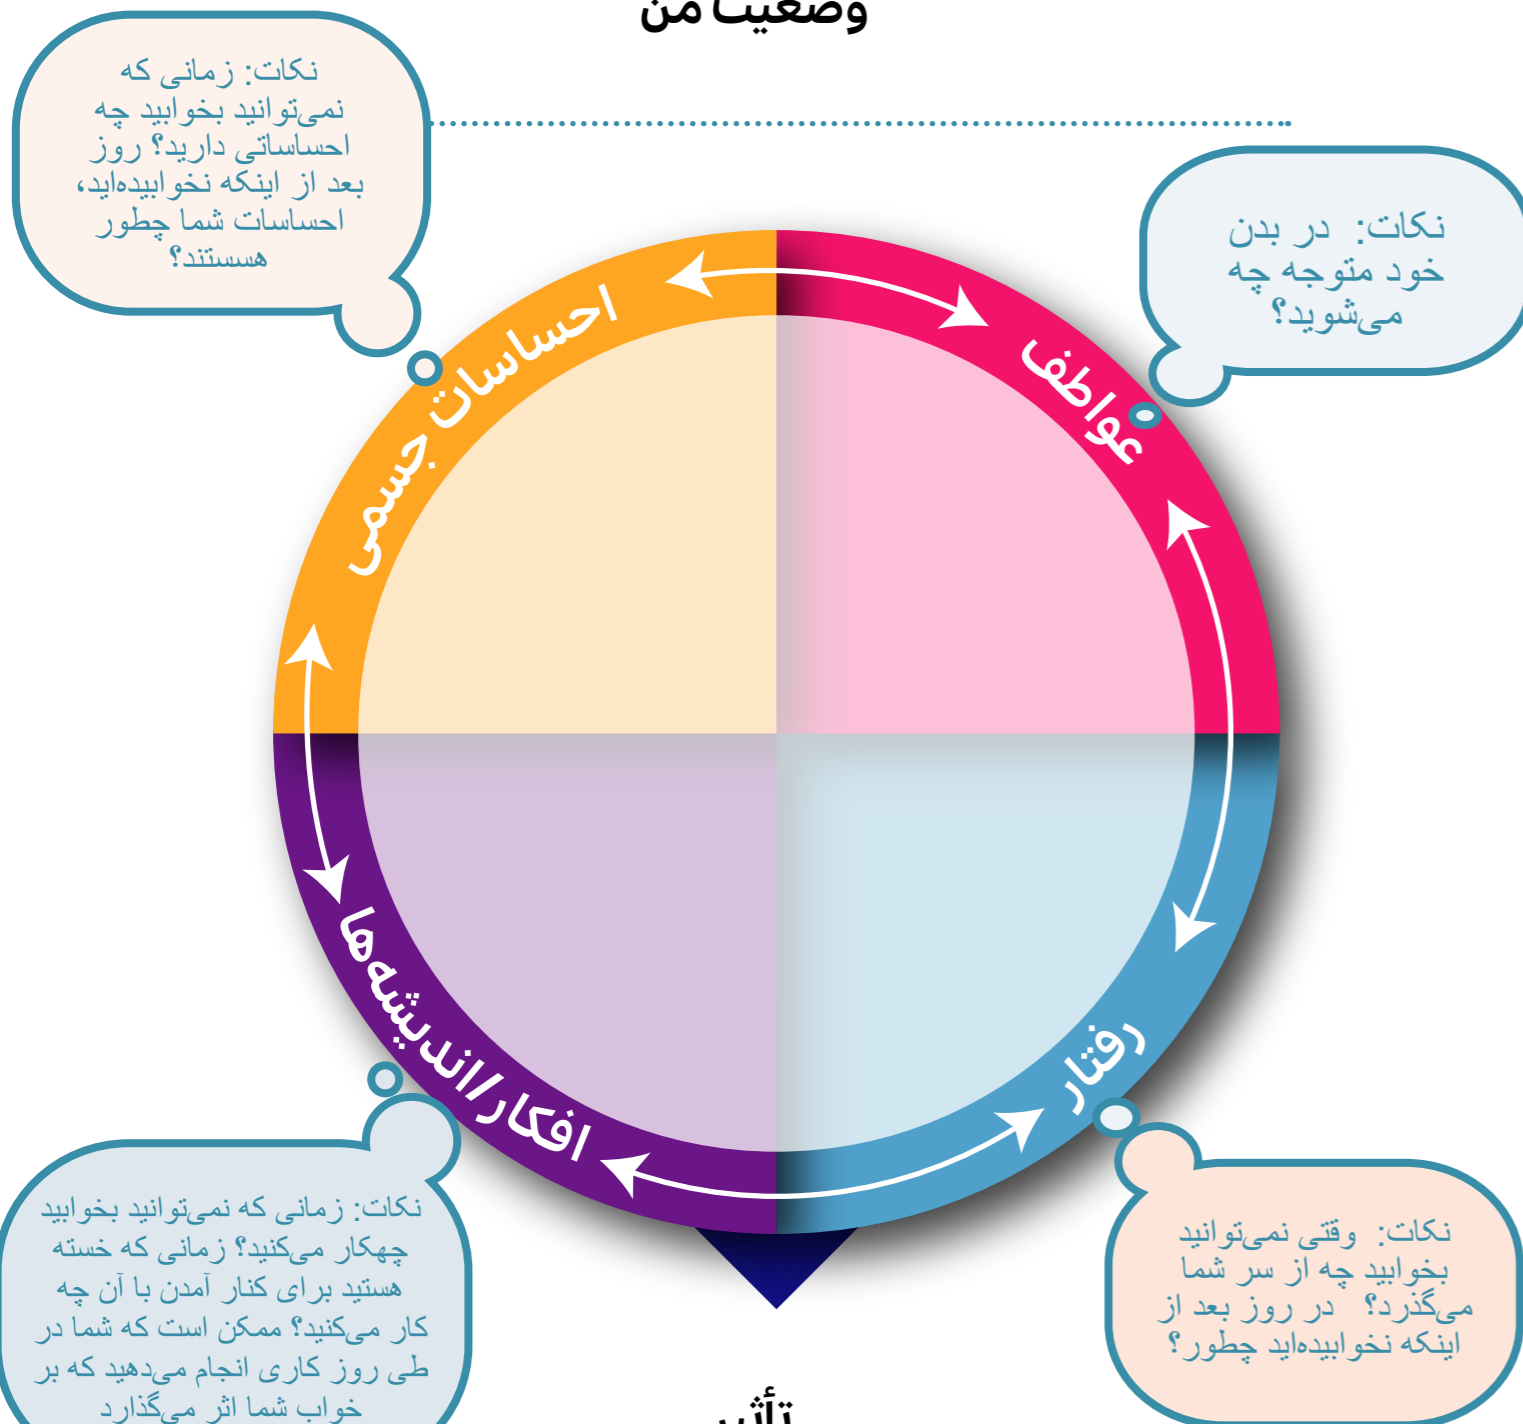 وضعیت من
نکات: زمانی که
نمی‌توانید بخوابید چه
احساساتی دارید؟ روز
بعد از اینکه نخوابیده‌اید،
احساسات شما چطور
هسستند؟
نکات: در بدن
خود متوجه چه
می‌شوید؟
احساسات جسمی
عواطف
افکار/اندیشه‌ها
رفتار
نکات: زمانی که نمی‌توانید بخوابید
چهکار می‌کنید؟ زمانی که خسته
هستید برای کنار آمدن با آن چه
کار می‌کنید؟ ممکن است که شما در
طی روز کاری انجام می‌دهید که بر
خواب شما اثر می‌گذارد
نکات: وقتی نمی‌توانید
بخوابید چه از سر شما
می‌گذرد؟ در روز بعد از
اینکه نخوابیده‌اید چطور؟
تأثیر